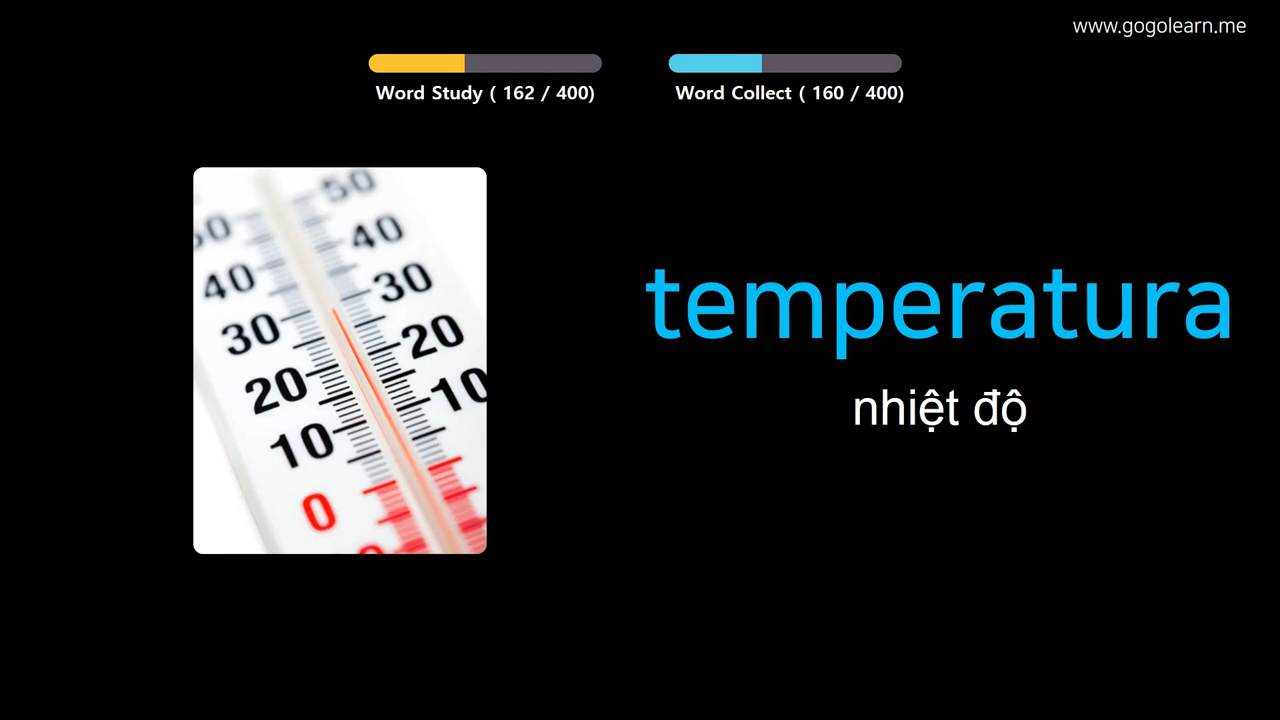 www.gogolearn.me
Word Study ( 162 / 400)
Word Collect ( 160 / 400)
temperatura
nhiệt độ
50
50
40
40
30
30
20
20
10
10
0